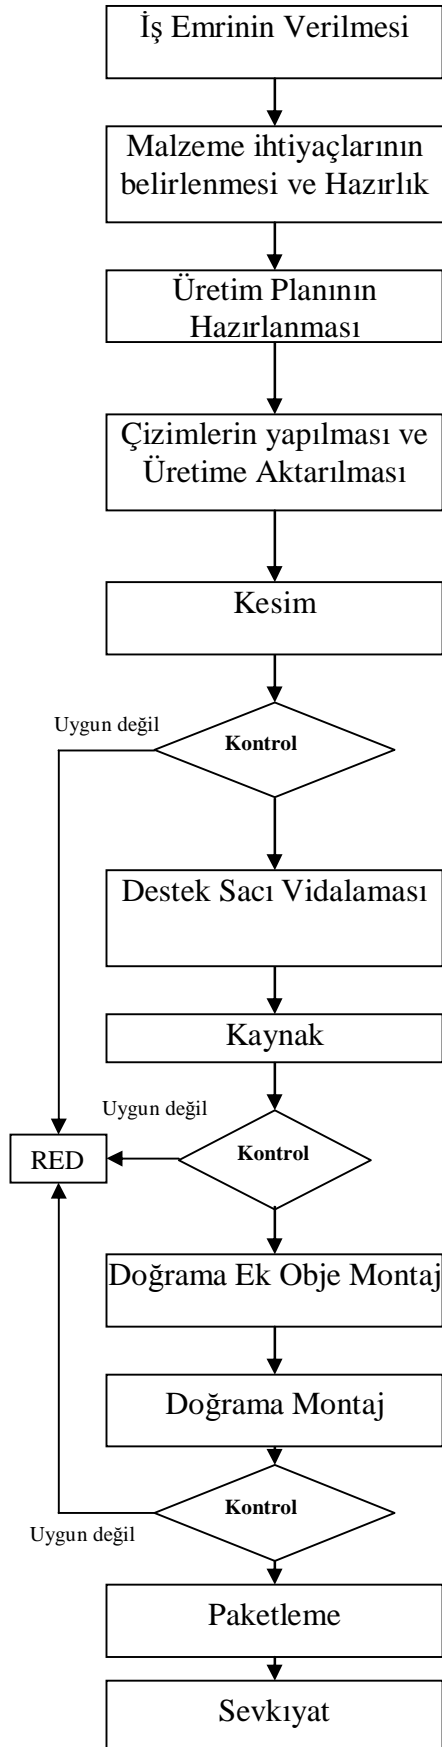 İş Emrinin Verilmesi
Malzeme ihtiyaçlarının
belirlenmesi ve Hazırlık
Üretim Planının
Hazırlanması
Çizimlerin yapılması ve
Üretime Aktarılması
Kesim
Uygun değil
Kontrol
Destek Sacı Vidalaması
Kaynak
Uygun değil
RED
Kontrol
Doğrama Ek Obje Montaj
Doğrama Montaj
Kontrol
Uygun değil
Paketleme
Sevkıyat